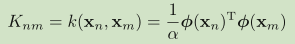 $K_{nm} = k(\mathbf{x}_n, \mathbf{x}_m) = \frac{1}{\alpha} \boldsymbol{\phi}(\mathbf{x}_n)^{\mathrm{T}} \boldsymbol{\phi}(\mathbf{x}_m)$